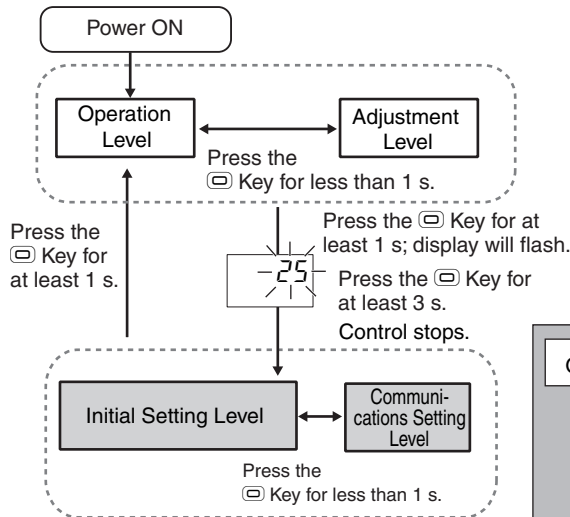 Power ON
Operation
Level
Adjustment
Level
Press the
Key for less than 1 s.
Press the
Key for
at least 1 s.
Press the Key for at
least 1 s; display will flash.
25
Press the Key for
at least 3 s.
Control stops.
Initial Setting Level
Communi-
cations Setting
Level
Press the
Key for less than 1 s.